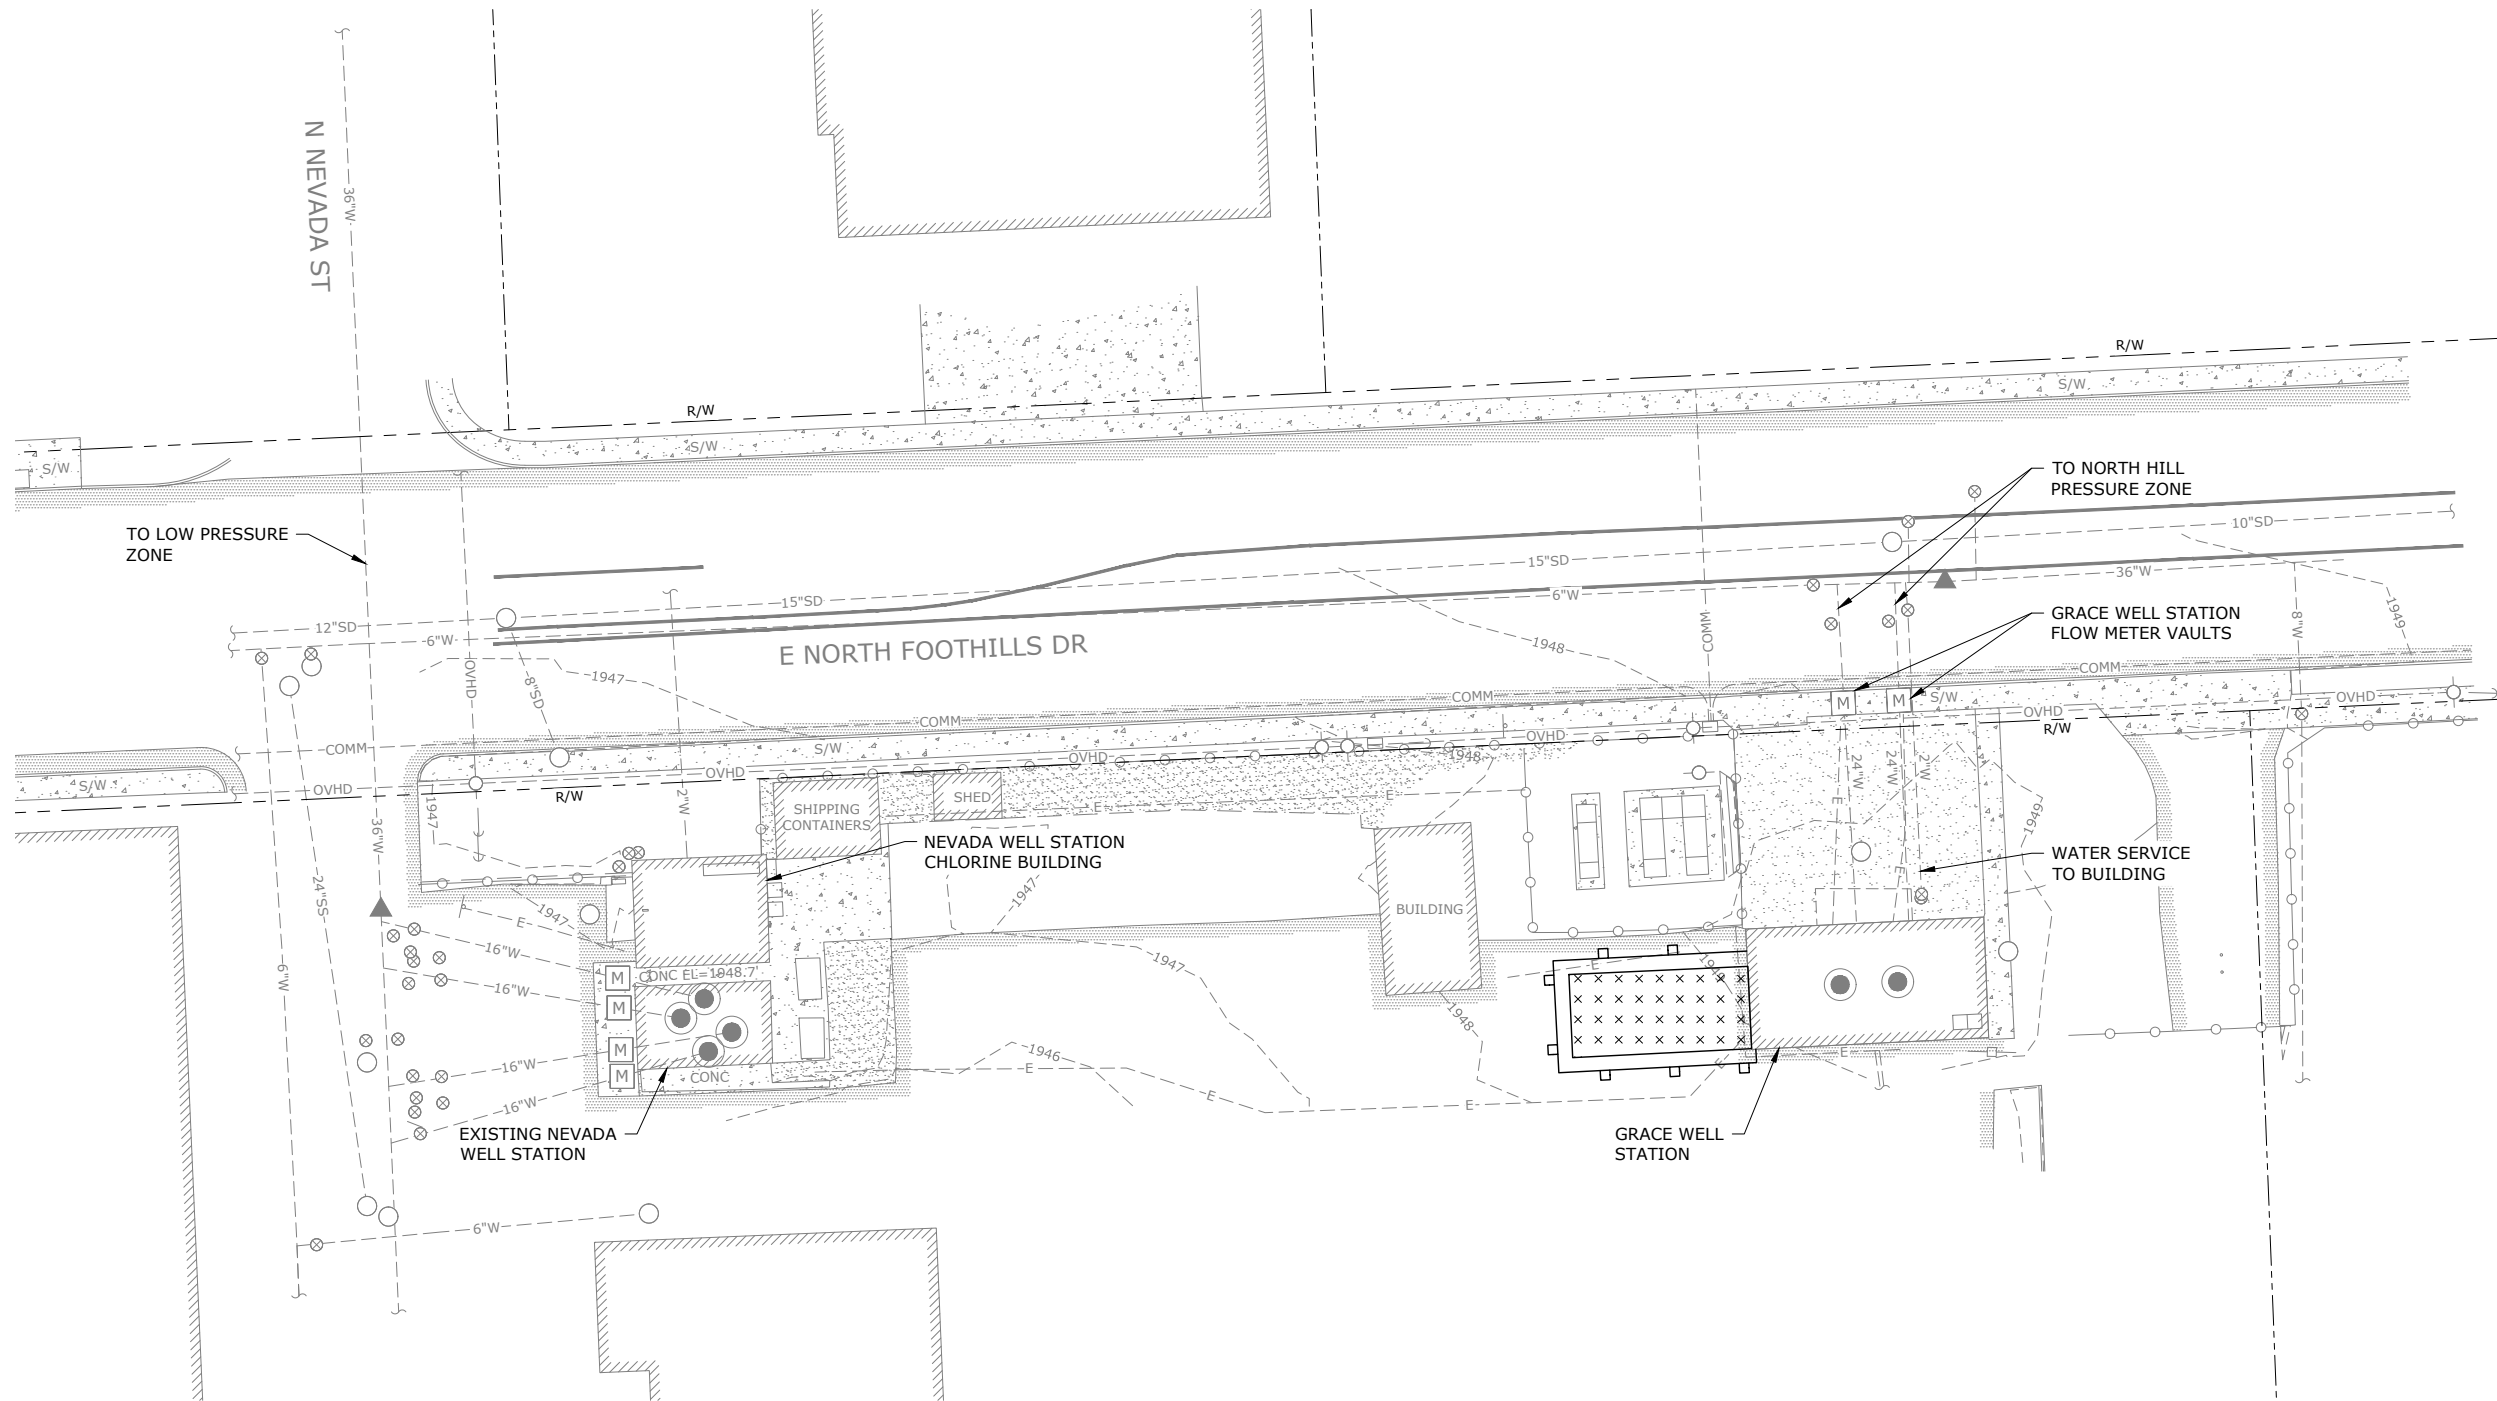 N NEVADA ST
36"W
R/W
R/W
S/W
S/W
S/W
TO NORTH HILL
PRESSURE ZONE
TO LOW PRESSURE
ZONE
10"SD
15"SD
15"SD
12"SD
36"W
6"W
6"W
COMM
8"W
1949
GRACE WELL STATION
FLOW METER VAULTS
E NORTH FOOTHILLS DR
1948
OVHD
8"SD
1947
COMM
COMM
COMM
COMM
M
M
S/W
OVHD
OVHD
R/W
S/W
OVHD
OVHD
OVHD
OVHD
1948
S/W
R/W
1947
2"W
24"W
24"W
2"W
E
E
E
E
SHIPPING
CONTAINERS
SHED
1949
36"W
NEVADA WELL STATION
CHLORINE BUILDING
WATER SERVICE
TO BUILDING
24"SS
1947
1947
E
BUILDING
16"W
16"W
M
M
CONC EL=1948.7'
1947
E
1948
6"W
1948
M
M
16"W
16"W
CONC
1946
E
E
E
E
E
EXISTING NEVADA
WELL STATION
GRACE WELL
STATION
6"W